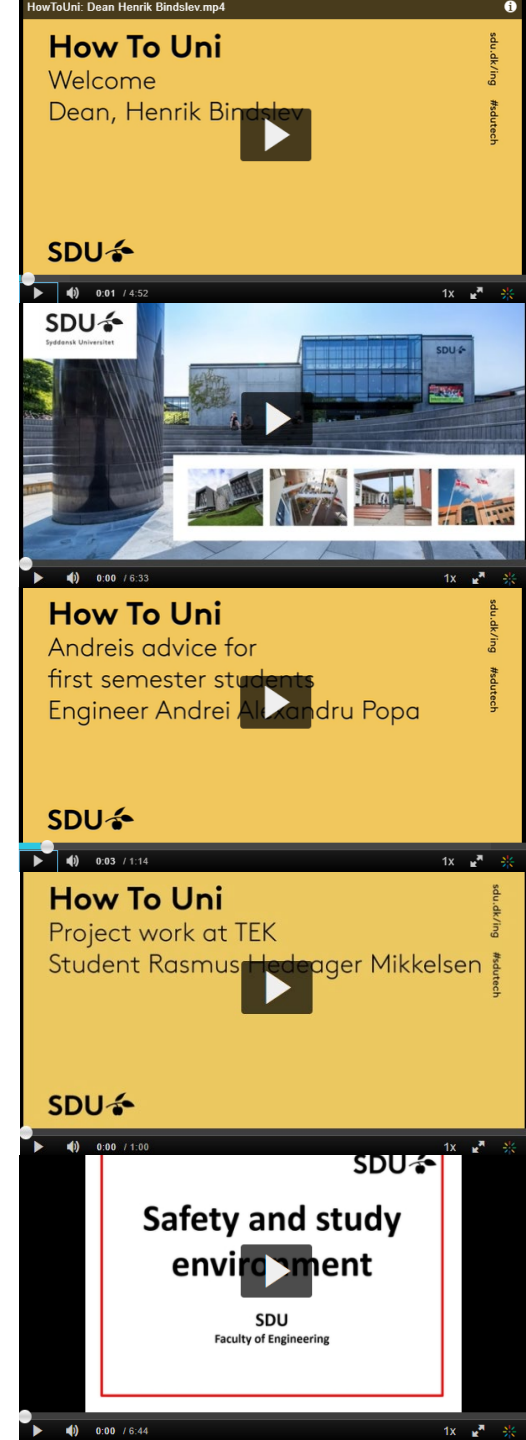 HowToUni: Dean Henrik Bindslev.mp4
How To Uni
Welcome
Dean, Henrik Bindslev
sdu.dk/ing #sdutech
SDU
0:01 / 4:52
1x
SDU
Syddansk Universitet
SDU
0:00 / 6:33
1x
How To Uni
Andreis advice for
first semester students
Engineer Andrei Alexandru Popa
sdu.dk/ing #sdutech
SDU
0:03 / 1:14
1x
How To Uni
Project work at TEK
Student Rasmus Hedeager Mikkelsen
sdu.dk/ing #sdutech
SDU
0:00 / 1:00
1x
SDU
Safety and study
environment
SDU
Faculty of Engineering
0:00 / 6:44
1x